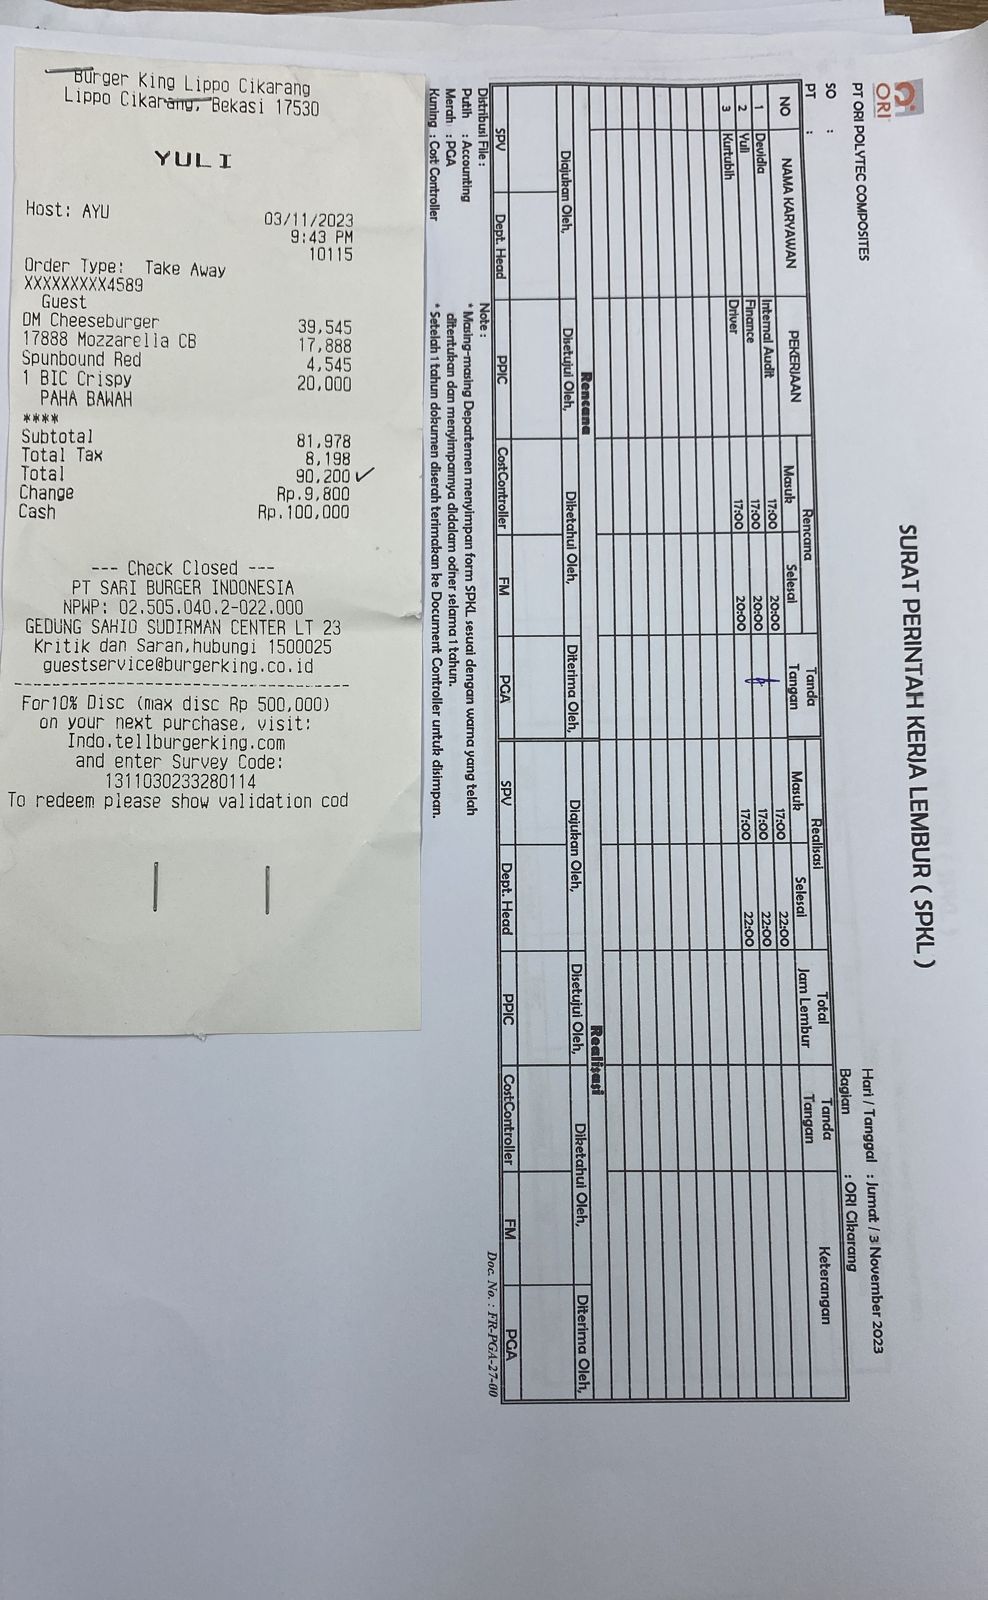 Burger King Lippo Cikarang
Lippo Cikarang, Bekasi 17530
YULI
Host: AYU 03/11/2023
9:43 PM
10115
Order Type: Take Away
XXXXXXXXX4589
Guest
DM Cheeseburger 39,545
17888 Mozzarella CB 17,888
Spunbound Red 4,545
1 BIC Crispy 20,000
PAHA BAWAH
****
Subtotal 81,978
Total Tax 8,198
Total 90,200 ✓
Change Rp.9,800
Cash Rp.100,000
--- Check Closed ---
PT SARI BURGER INDONESIA
NPWP: 02.505.040.2-022.000
GEDUNG SAHID SUDIRMAN CENTER LT 23
Kritik dan Saran,hubungi 1500025
guestservice@burgerking.co.id
For10% Disc (max disc Rp 500,000)
on your next purchase, visit:
Indo.tellburgerking.com
and enter Survey Code:
1311030233280114
To redeem please show validation cod
ORI
PT ORI POLYTEC COMPOSITES
SURAT PERINTAH KERJA LEMBUR ( SPKL )
Hari / Tanggal : Jumat / 3 November 2023
SO :
Bagian : ORI Cikarang
PT :
NO NAMA KARYAWAN PEKERJAAN Rencana Tanda Tangan Realisasi Total Jam Lembur Tanda Tangan Keterangan
Masuk Selesai Masuk Selesai
1 Devidia Internal Audit 17:00 20:00 17:00 22:00
2 Yuli Finance 17:00 20:00 17:00 22:00
3 Kurtubih Driver 17:00 20:00 17:00 22:00
Rencana Realisasi
Diajukan Oleh, Disetujui Oleh, Diketahui Oleh, Diterima Oleh, Diajukan Oleh, Disetujui Oleh, Diketahui Oleh, Diterima Oleh,
SPV Dept. Head PPIC CostController FM PGA SPV Dept. Head PPIC CostController FM PGA
Doc. No. : FR-PGA-27-00
Distribusi File :
Putih : Accounting
Merah : PGA
Kuning : Cost Controller
Note :
* Masing-masing Departemen menyimpan form SPKL sesuai dengan warna yang telah
ditentukan dan menyimpannya didalam odner selama 1 tahun.
* Setelah 1 tahun dokumen diserah terimakan ke Document Controller untuk disimpan.